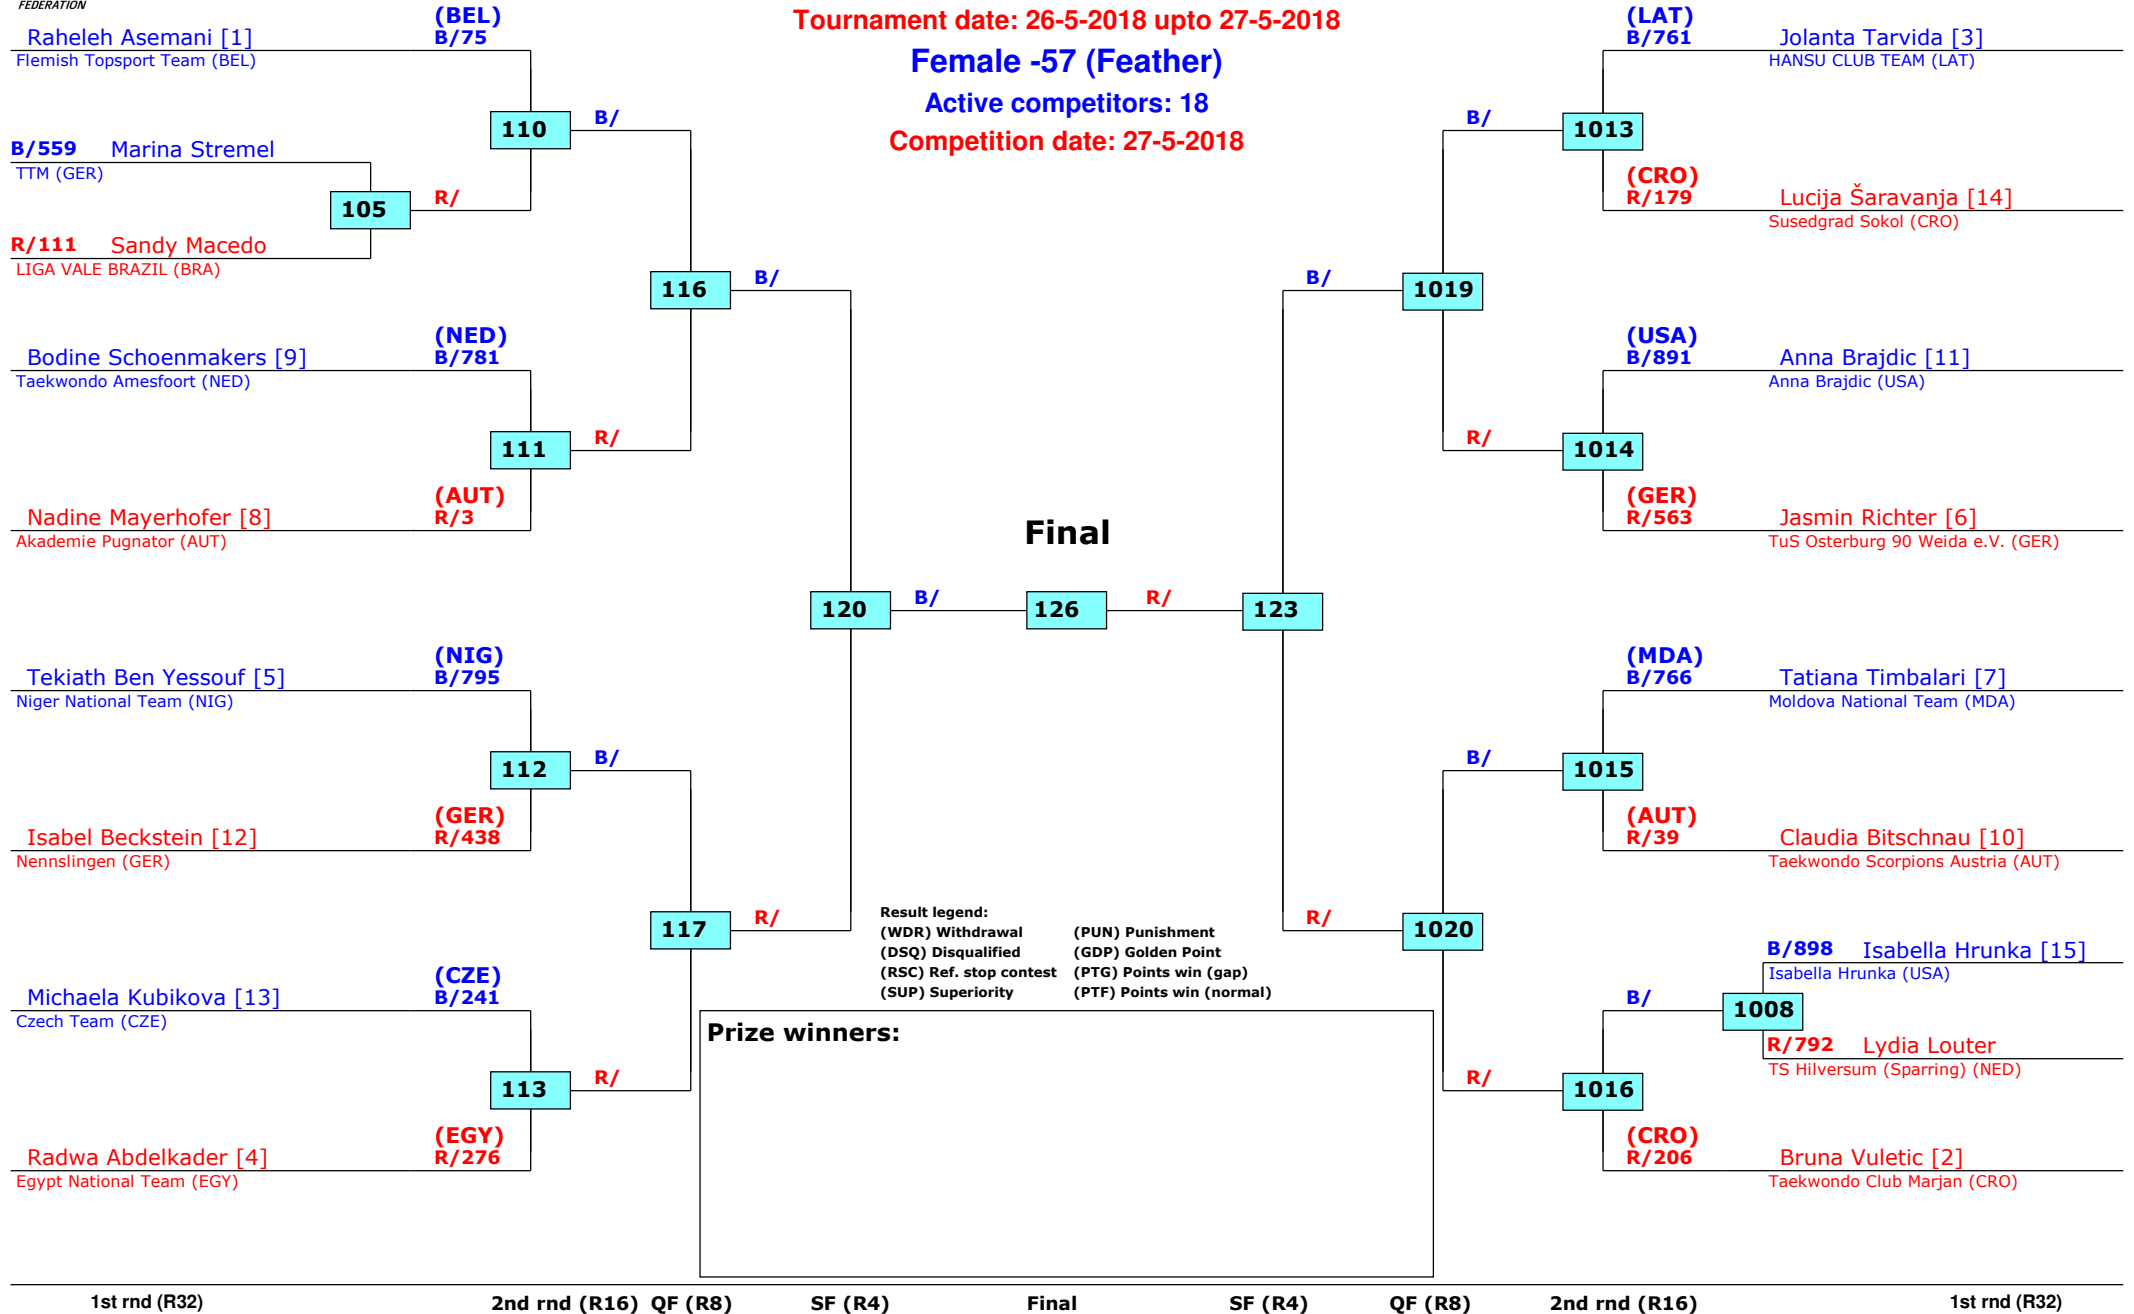 FEDERATION
Tournament date: 26-5-2018 upto 27-5-2018
Female -57 (Feather)
Active competitors: 18
Competition date: 27-5-2018
(BEL)
Raheleh Asemani [1] B/75
Flemish Topsport Team (BEL)
110 B/
B/559 Marina Stremel
TTM (GER)
105 R/
R/111 Sandy Macedo
LIGA VALE BRAZIL (BRA)
116 B/
(NED)
Bodine Schoenmakers [9] B/781
Taekwondo Amesfoort (NED)
111 R/
(AUT)
Nadine Mayerhofer [8] R/3
Akademie Pugnator (AUT)
Final
120 B/ 126 R/ 123
(NIG)
Tekiath Ben Yessouf [5] B/795
Niger National Team (NIG)
112 B/
(GER)
Isabel Beckstein [12] R/438
Nennslingen (GER)
117 R/
(CZE)
Michaela Kubikova [13] B/241
Czech Team (CZE)
113 R/
(EGY)
Radwa Abdelkader [4] R/276
Egypt National Team (EGY)
(LAT)
B/761 Jolanta Tarvida [3]
HANSU CLUB TEAM (LAT)
B/ 1013
(CRO)
R/179 Lucija Šaravanja [14]
Susedgrad Sokol (CRO)
B/ 1019
(USA)
B/891 Anna Brajdic [11]
Anna Brajdic (USA)
R/ 1014
(GER)
R/563 Jasmin Richter [6]
TuS Osterburg 90 Weida e.V. (GER)
(MDA)
B/766 Tatiana Timbalari [7]
Moldova National Team (MDA)
B/ 1015
(AUT)
R/39 Claudia Bitschnau [10]
Taekwondo Scorpions Austria (AUT)
R/ 1020
B/898 Isabella Hrunka [15]
Isabella Hrunka (USA)
B/ 1008
R/792 Lydia Louter
TS Hilversum (Sparring) (NED)
R/ 1016
(CRO)
R/206 Bruna Vuletic [2]
Taekwondo Club Marjan (CRO)
Result legend:
(WDR) Withdrawal (PUN) Punishment
(DSQ) Disqualified (GDP) Golden Point
(RSC) Ref. stop contest (PTG) Points win (gap)
(SUP) Superiority (PTF) Points win (normal)
Prize winners:
1st rnd (R32) 2nd rnd (R16) QF (R8) SF (R4) Final SF (R4) QF (R8) 2nd rnd (R16) 1st rnd (R32)